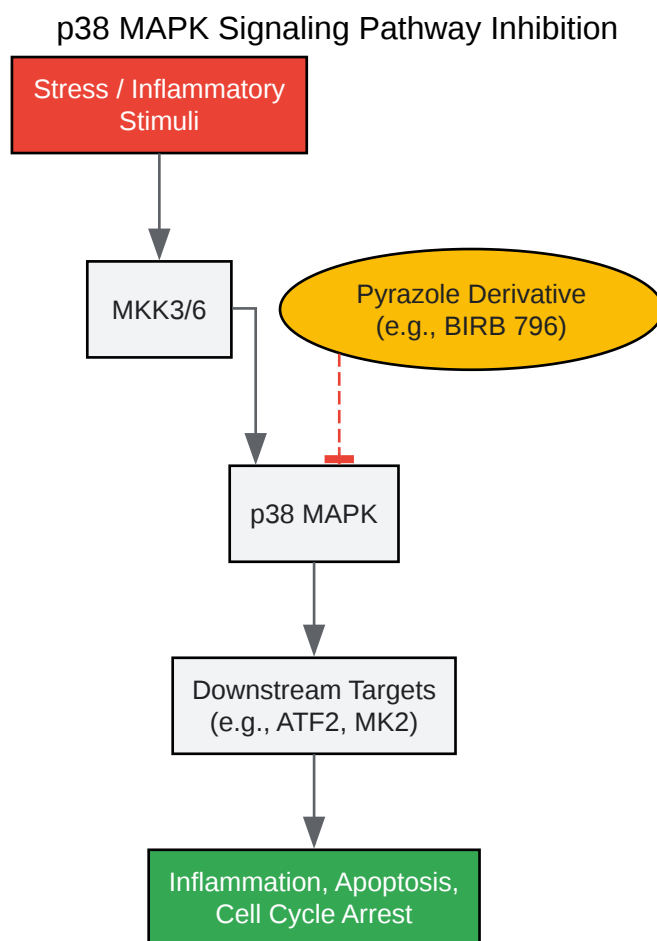 p38 MAPK Signaling Pathway Inhibition
Stress / Inflammatory
Stimuli
MKK3/6
Pyrazole Derivative
(e.g., BIRB 796)
p38 MAPK
Downstream Targets
(e.g., ATF2, MK2)
Inflammation, Apoptosis,
Cell Cycle Arrest